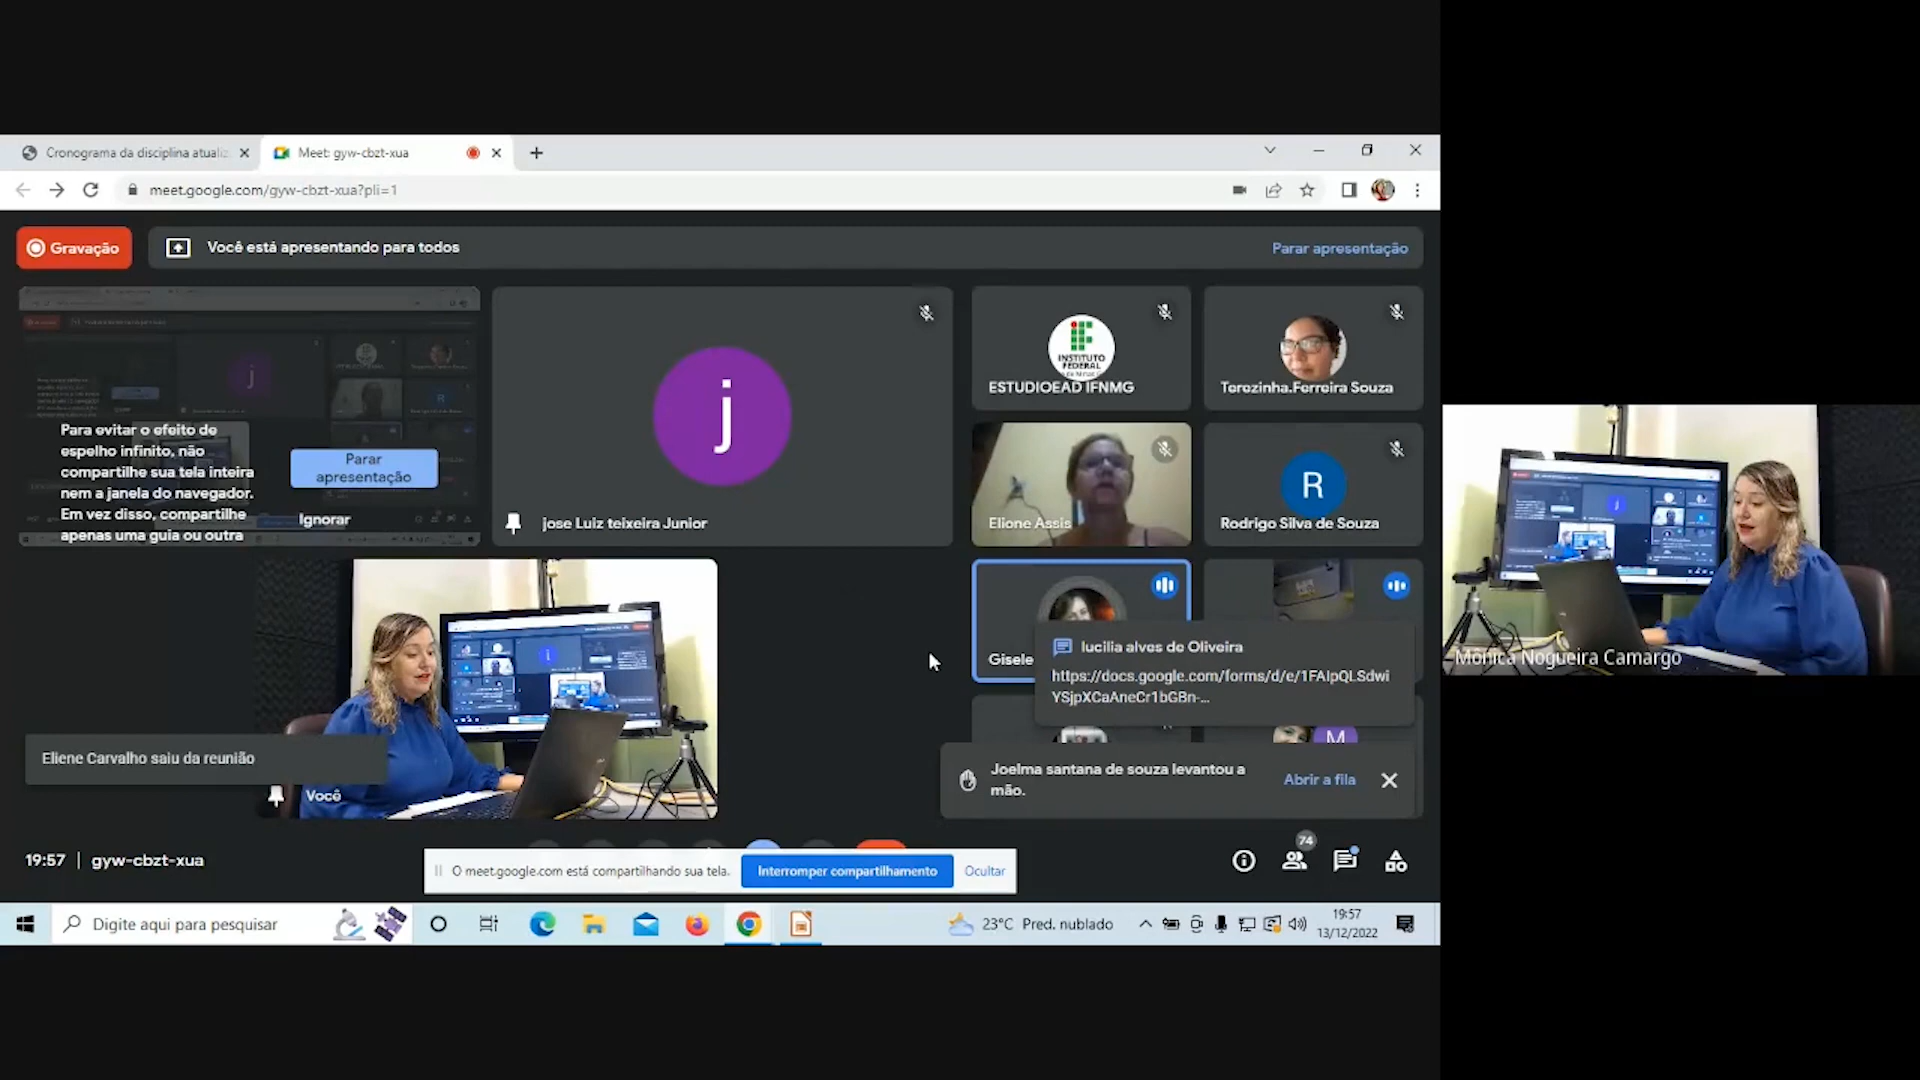 Cronograma da disciplina atualiz
Meet: gyw-cbzt-xua
meet.google.com/gyw-cbzt-xua?pli=1
Gravação
Você está apresentando para todos
Parar apresentação
Para evitar o efeito de
espelho infinito, não
compartilhe sua tela inteira
nem a janela do navegador.
Em vez disso, compartilhe
apenas uma guia ou outra
Parar
apresentação
Ignorar
j
jose Luiz teixeira Junior
INSTITUTO
FEDERAL
ESTUDIOEAD IFNMG
Terezinha.Ferreira Souza
Elione Assis
R
Rodrigo Silva de Souza
Gisele
lucilia alves de Oliveira
https://docs.google.com/forms/d/e/1FAIpQLSdwi
YSjpXCaAneCr1bGBn-...
M
Joelma santana de souza levantou a
mão.
Abrir a fila
Eliene Carvalho saiu da reunião
Você
Mônica Nogueira Camargo
19:57 | gyw-cbzt-xua
74
O meet.google.com está compartilhando sua tela.
Interromper compartilhamento
Ocultar
Digite aqui para pesquisar
23°C Pred. nublado
19:57
13/12/2022